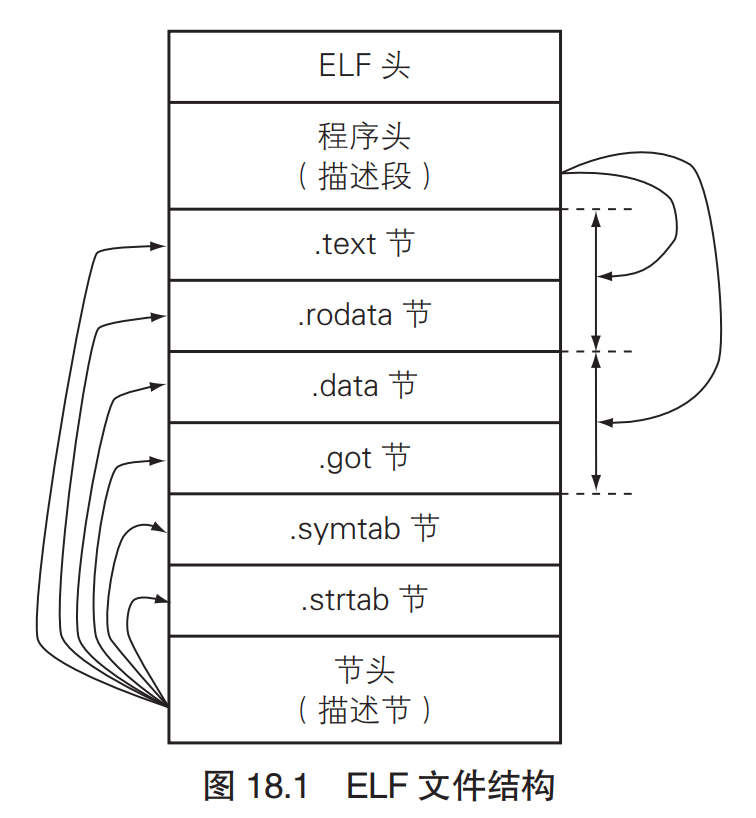 ELF 头
程序头
（描述段）
.text 节
.rodata 节
.data 节
.got 节
.symtab 节
.strtab 节
节头
（描述节）
图 18.1　ELF 文件结构